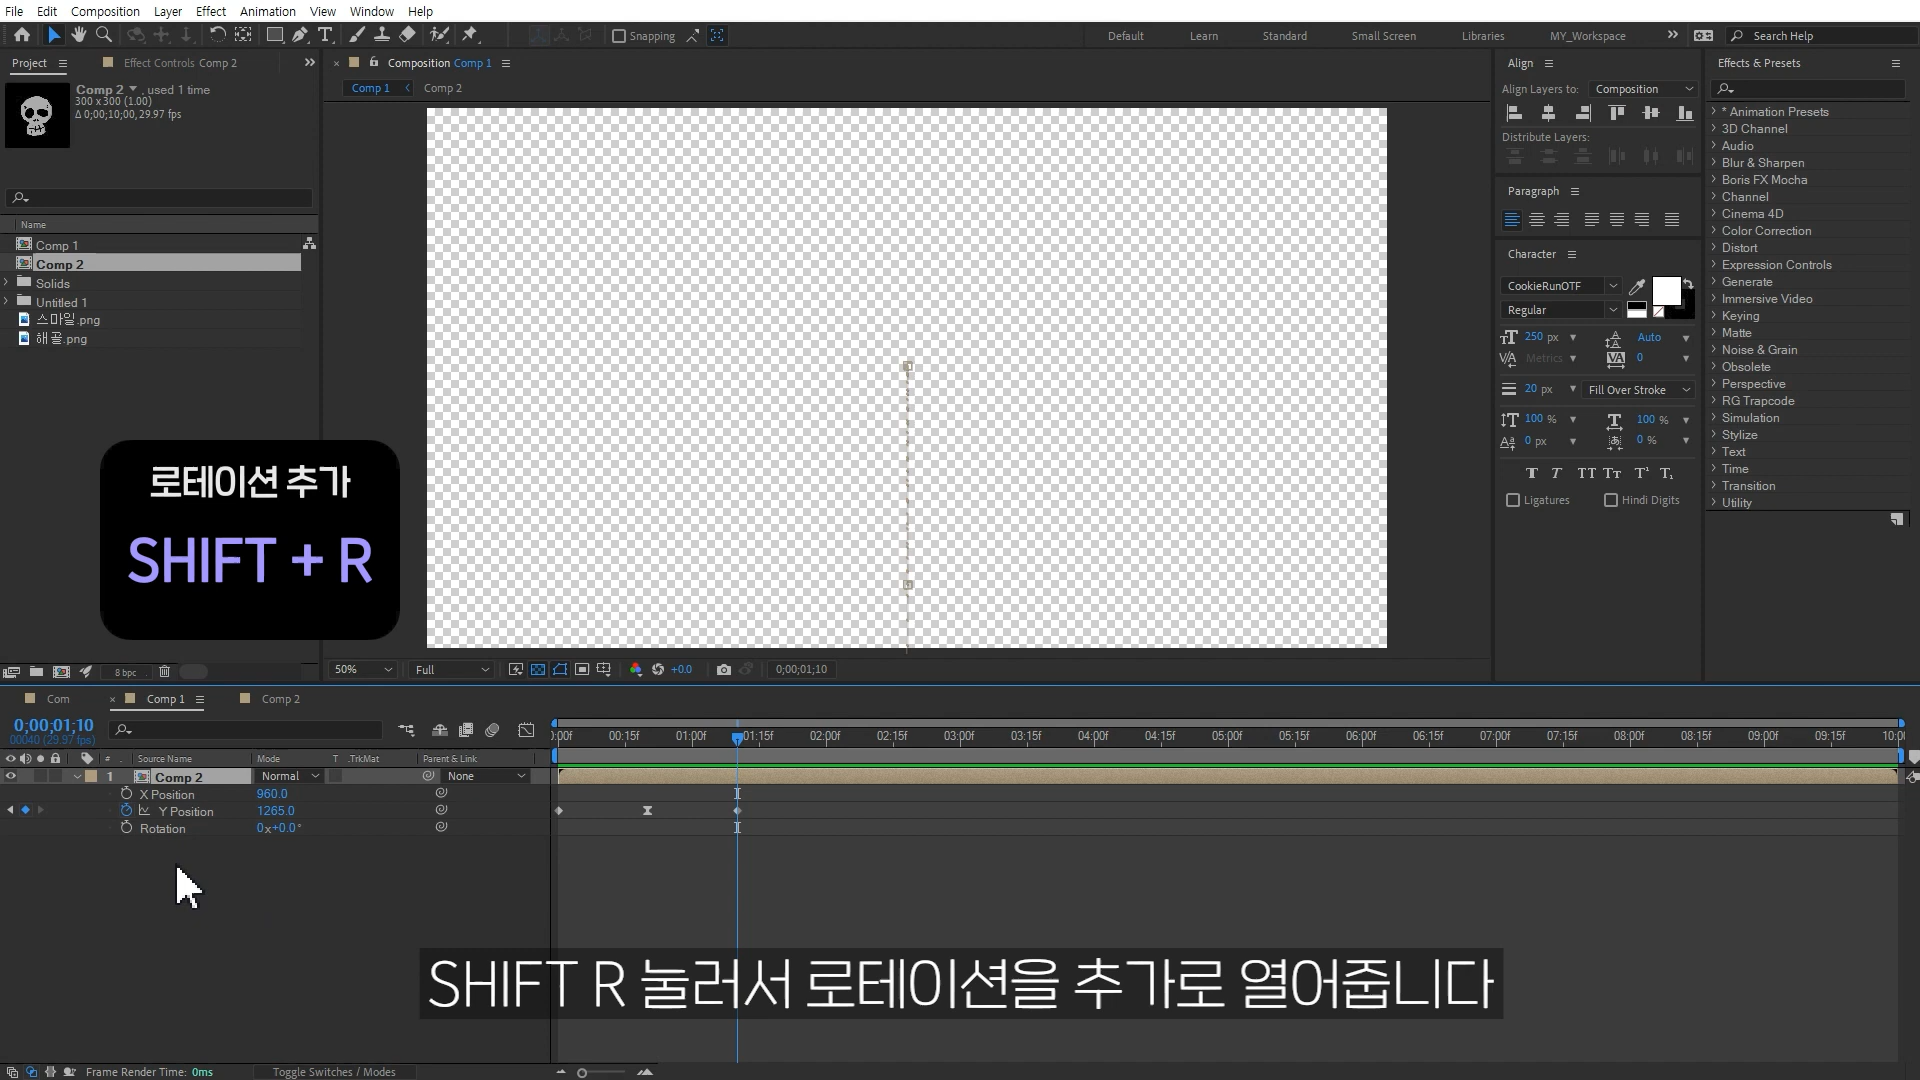 File Edit Composition Layer Effect Animation View Window Help
Snapping
Default Learn Standard Small Screen Libraries MY_Workspace Search Help
Project
Effect Controls Comp 2
Composition Comp 1
Comp 1
Comp 2
Comp 2 , used 1 time
300 x 300 (1.00)
Δ 0;00;10;00, 29.97 fps
Name
Comp 1
Comp 2
Solids
Untitled 1
스마일.png
해골.png
로테이션 추가
SHIFT + R
8 bpc
50%
Full
+0.0
0;00;01;10
Align
Align Layers to: Composition
Distribute Layers:
Paragraph
Character
CookieRunOTF
Regular
250 px
Auto
Metrics
0
20 px
Fill Over Stroke
100 %
100 %
0 px
0 %
Ligatures
Hindi Digits
Effects & Presets
* Animation Presets
3D Channel
Audio
Blur & Sharpen
Boris FX Mocha
Channel
Cinema 4D
Color Correction
Distort
Expression Controls
Generate
Immersive Video
Keying
Matte
Noise & Grain
Obsolete
Perspective
RG Trapcode
Simulation
Stylize
Text
Time
Transition
Utility
Com
Comp 1
Comp 2
0;00;01;10
00040 (29.97 fps)
# Source Name Mode T .TrkMat Parent & Link
1 Comp 2 Normal None
X Position 960.0
Y Position 1265.0
Rotation 0x+0.0°
):00f 00:15f 01:00f 01:15f 02:00f 02:15f 03:00f 03:15f 04:00f 04:15f 05:00f 05:15f 06:00f 06:15f 07:00f 07:15f 08:00f 08:15f 09:00f 09:15f 10:0
SHIFT R 눌러서 로테이션을 추가로 열어줍니다
Frame Render Time: 0ms
Toggle Switches / Modes